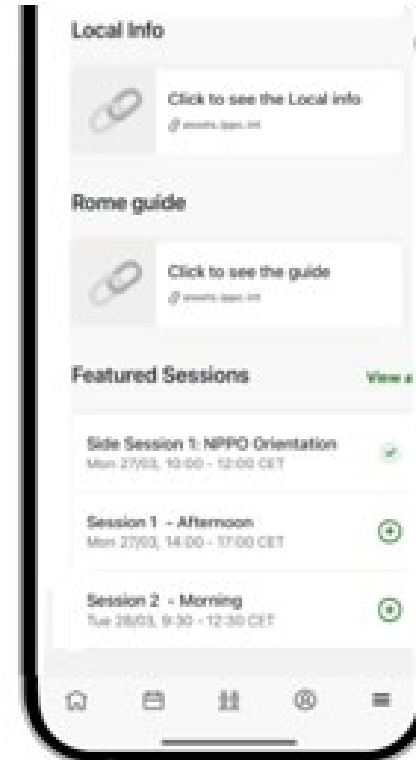 Local Info
Click to see the Local info
Rome guide
Click to see the guide
Featured Sessions
View
Side Session 1: NPPO Orientation
Mon 27/03, 10:00 - 12:00 CET
Session 1 - Afternoon
Mon 27/03, 14:00 - 17:00 CET
Session 2 - Morning
Tue 28/03, 9:30 - 12:30 CET